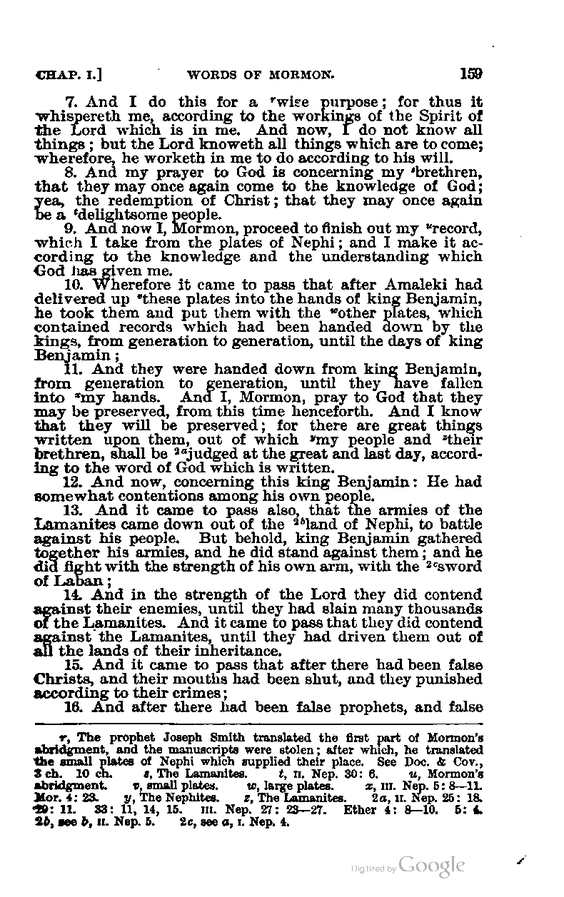 CHAP. I.] WORDS OF MORMON. 159
7. And I do this for a ʳwise purpose; for thus it
whispereth me, according to the workings of the Spirit of
the Lord which is in me. And now, I do not know all
things; but the Lord knoweth all things which are to come;
wherefore, he worketh in me to do according to his will.
8. And my prayer to God is concerning my ˢbrethren,
that they may once again come to the knowledge of God;
yea, the redemption of Christ; that they may once again
be a ᵗdelightsome people.
9. And now I, Mormon, proceed to finish out my ᵘrecord,
which I take from the plates of Nephi; and I make it ac-
cording to the knowledge and the understanding which
God has given me.
10. Wherefore it came to pass that after Amaleki had
delivered up ᵛthese plates into the hands of king Benjamin,
he took them and put them with the ʷother plates, which
contained records which had been handed down by the
kings, from generation to generation, until the days of king
Benjamin;
11. And they were handed down from king Benjamin,
from generation to generation, until they have fallen
into ˣmy hands. And I, Mormon, pray to God that they
may be preserved, from this time henceforth. And I know
that they will be preserved; for there are great things
written upon them, out of which ʸmy people and ᶻtheir
brethren, shall be ²ᵃjudged at the great and last day, accord-
ing to the word of God which is written.
12. And now, concerning this king Benjamin: He had
somewhat contentions among his own people.
13. And it came to pass also, that the armies of the
Lamanites came down out of the ²ᵇland of Nephi, to battle
against his people. But behold, king Benjamin gathered
together his armies, and he did stand against them; and he
did fight with the strength of his own arm, with the ²ᶜsword
of Laban;
14. And in the strength of the Lord they did contend
against their enemies, until they had slain many thousands
of the Lamanites. And it came to pass that they did contend
against the Lamanites, until they had driven them out of
all the lands of their inheritance.
15. And it came to pass that after there had been false
Christs, and their mouths had been shut, and they punished
according to their crimes;
16. And after there had been false prophets, and false
r, The prophet Joseph Smith translated the first part of Mormon's
abridgment, and the manuscripts were stolen; after which, he translated
the small plates of Nephi which supplied their place. See Doc. & Cov.,
3 ch. 10 ch. s, The Lamanites. t, II. Nep. 30: 6. u, Mormon's
abridgment. v, small plates. w, large plates. x, III. Nep. 5: 8—11.
Mor. 4: 23. y, The Nephites. z, The Lamanites. 2a, II. Nep. 25: 18.
29: 11. 33: 11, 14, 15. III. Nep. 27: 23—27. Ether 4: 8—10. 5: 4.
2b, see b, II. Nep. 5. 2c, see a, I. Nep. 4.
Digitized by Google